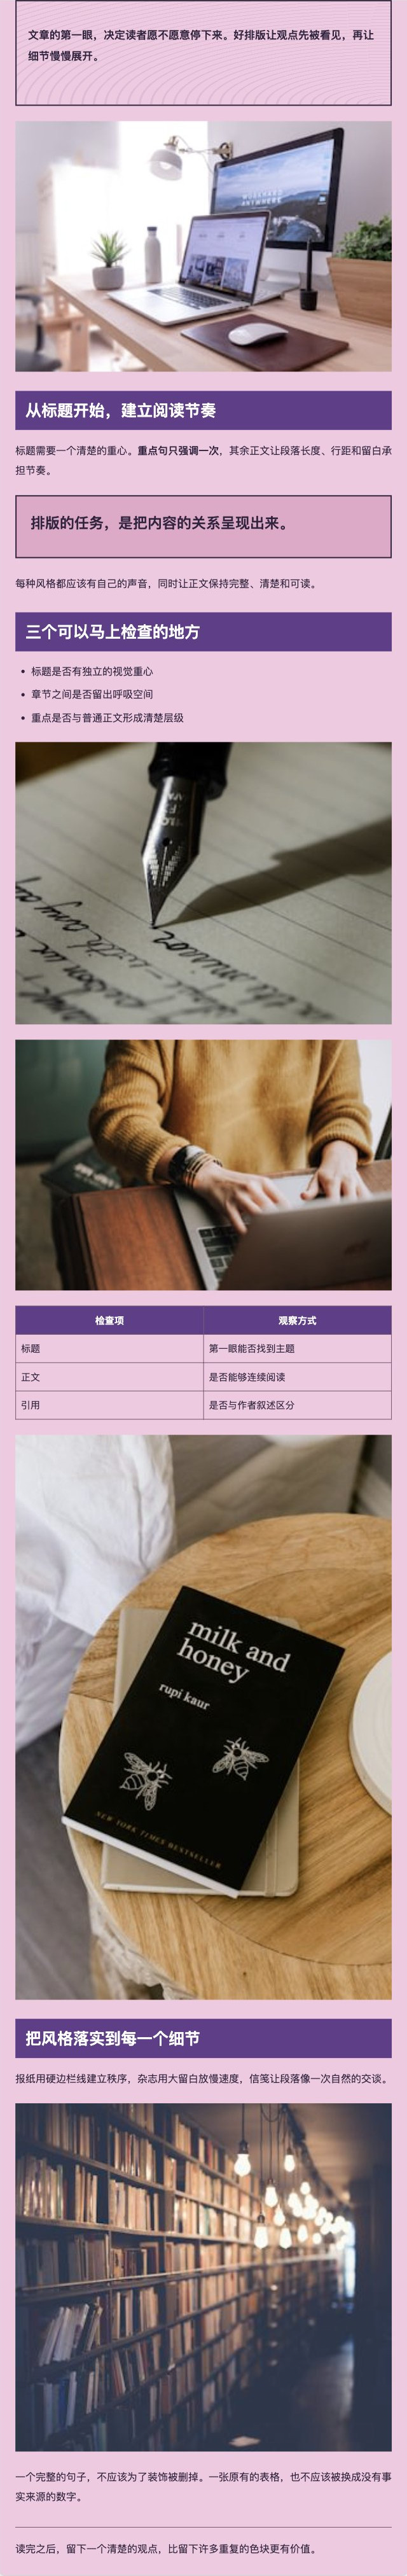 文章的第一眼，决定读者愿不愿意停下来。好排版让观点先被看见，再让
细节慢慢展开。
从标题开始，建立阅读节奏
标题需要一个清楚的重心。重点句只强调一次，其余正文让段落长度、行距和留白承
担节奏。
排版的任务，是把内容的关系呈现出来。
每种风格都应该有自己的声音，同时让正文保持完整、清楚和可读。
三个可以马上检查的地方
• 标题是否有独立的视觉重心
• 章节之间是否留出呼吸空间
• 重点是否与普通正文形成清楚层级
检查项 观察方式
标题 第一眼能否找到主题
正文 是否能够连续阅读
引用 是否与作者叙述区分
milk and
honey
rupi kaur
NEW YORK TIMES BESTSELLER
把风格落实到每一个细节
报纸用硬边栏线建立秩序，杂志用大留白放慢速度，信笺让段落像一次自然的交谈。
一个完整的句子，不应该为了装饰被删掉。一张原有的表格，也不应该被换成没有事
实来源的数字。
读完之后，留下一个清楚的观点，比留下许多重复的色块更有价值。